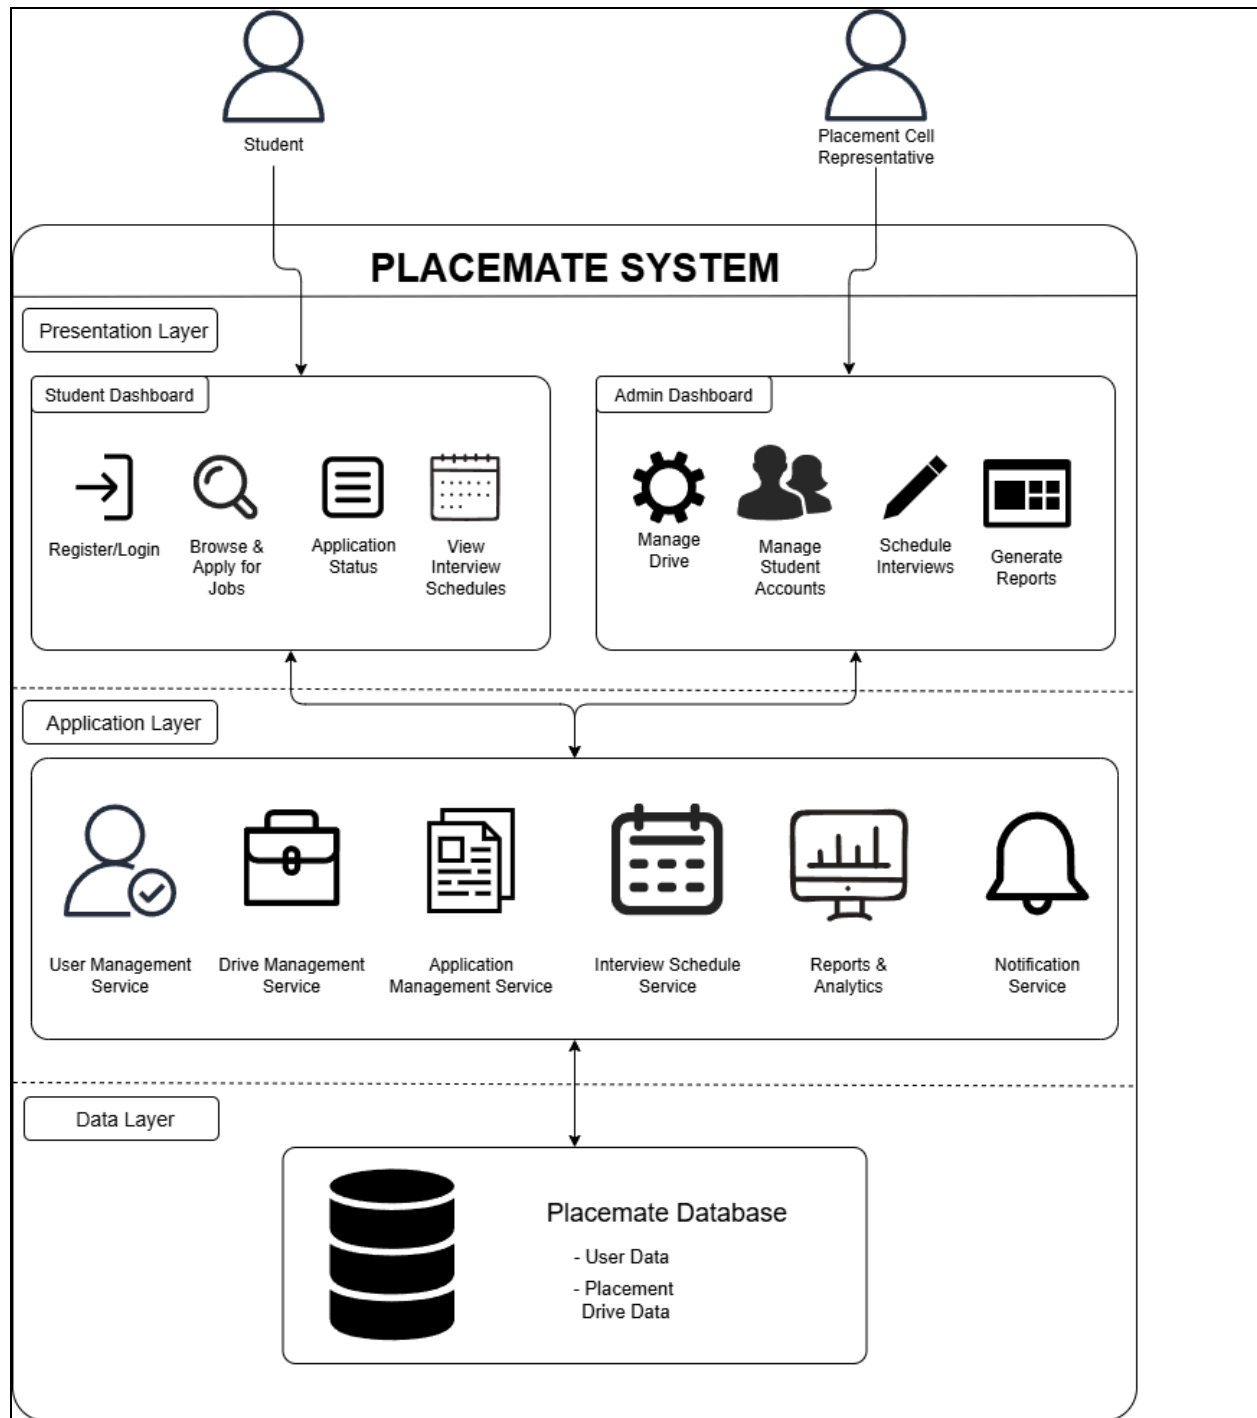 Student
Placement Cell
Representative
PLACEMATE SYSTEM
Presentation Layer
Student Dashboard
Register/Login
Browse &
Apply for
Jobs
Application
Status
View
Interview
Schedules
Admin Dashboard
Manage
Drive
Manage
Student
Accounts
Schedule
Interviews
Generate
Reports
Application Layer
User Management
Service
Drive Management
Service
Application
Management Service
Interview Schedule
Service
Reports &
Analytics
Notification
Service
Data Layer
Placemate Database
- User Data
- Placement
Drive Data